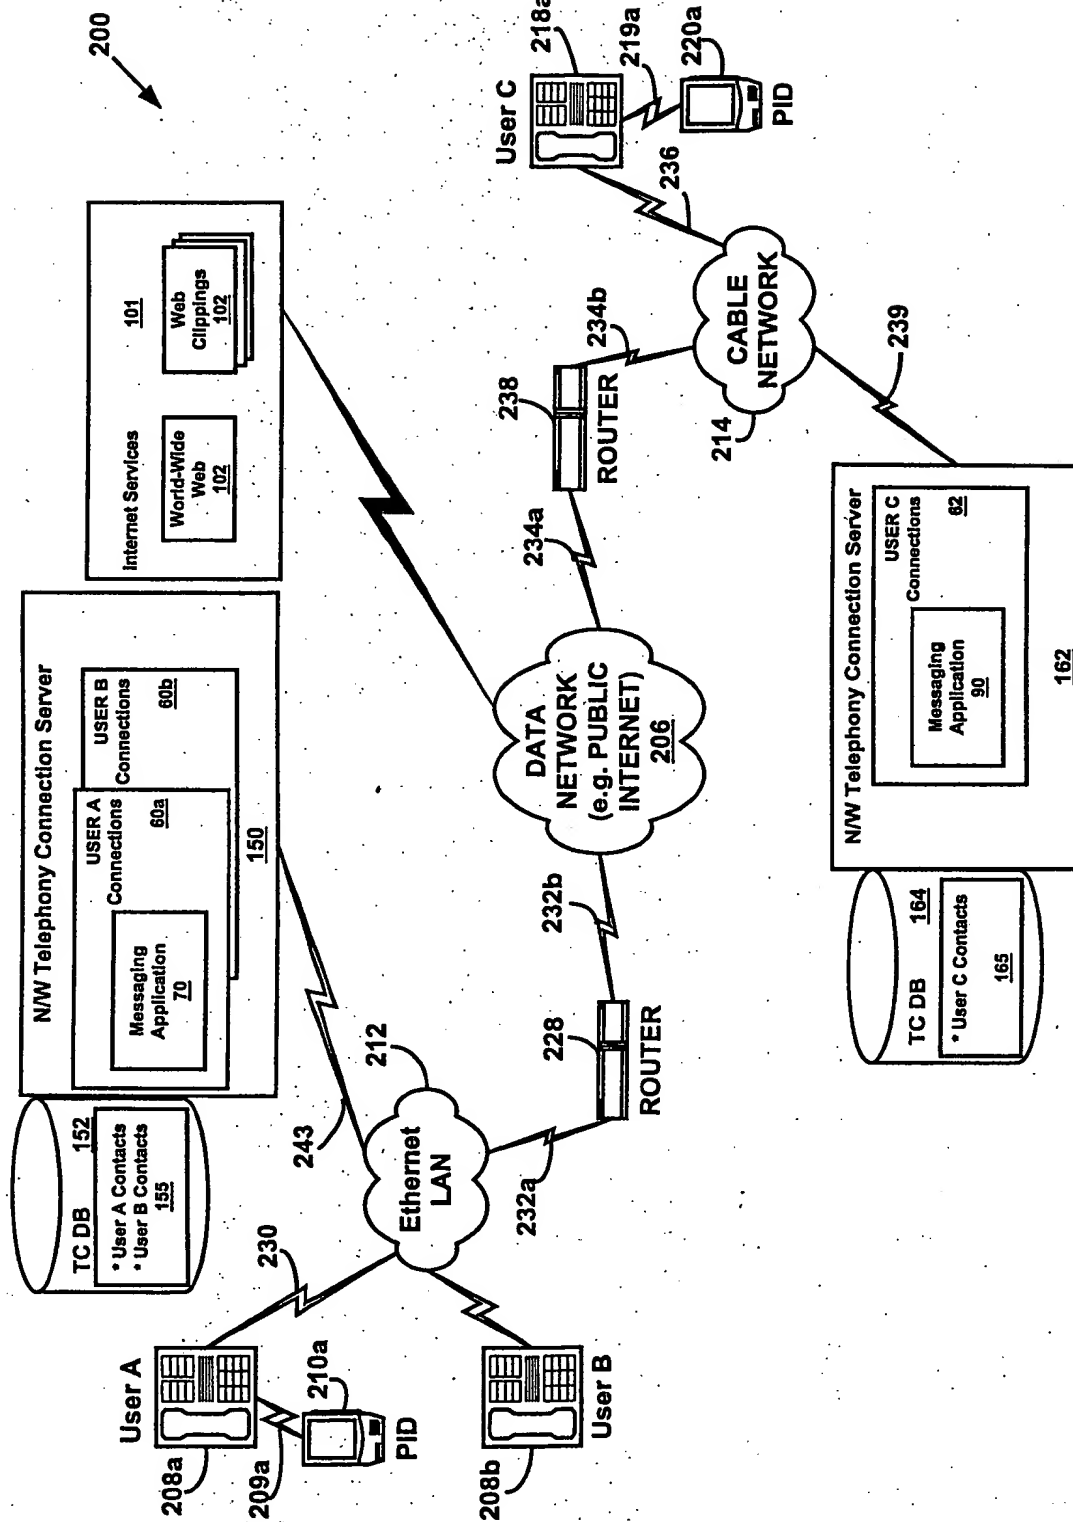 200
N/W Telephony Connection Server
USER B
Connections
60b
USER A
Connections
60a
Messaging
Application
70
150
TC DB
152
* User A Contacts
* User B Contacts
155
Internet Services
101
World-Wide
Web
102
Web
Clippings
102
User A
208a
209a
210a
PID
230
243
212
Ethernet
LAN
User B
208b
232a
228
ROUTER
232b
DATA
NETWORK
(e.g. PUBLIC
INTERNET)
206
234a
238
ROUTER
234b
CABLE
NETWORK
214
236
User C
218a
219a
220a
PID
239
N/W Telephony Connection Server
USER C
Connections
62
Messaging
Application
90
162
TC DB
164
* User C Contacts
165